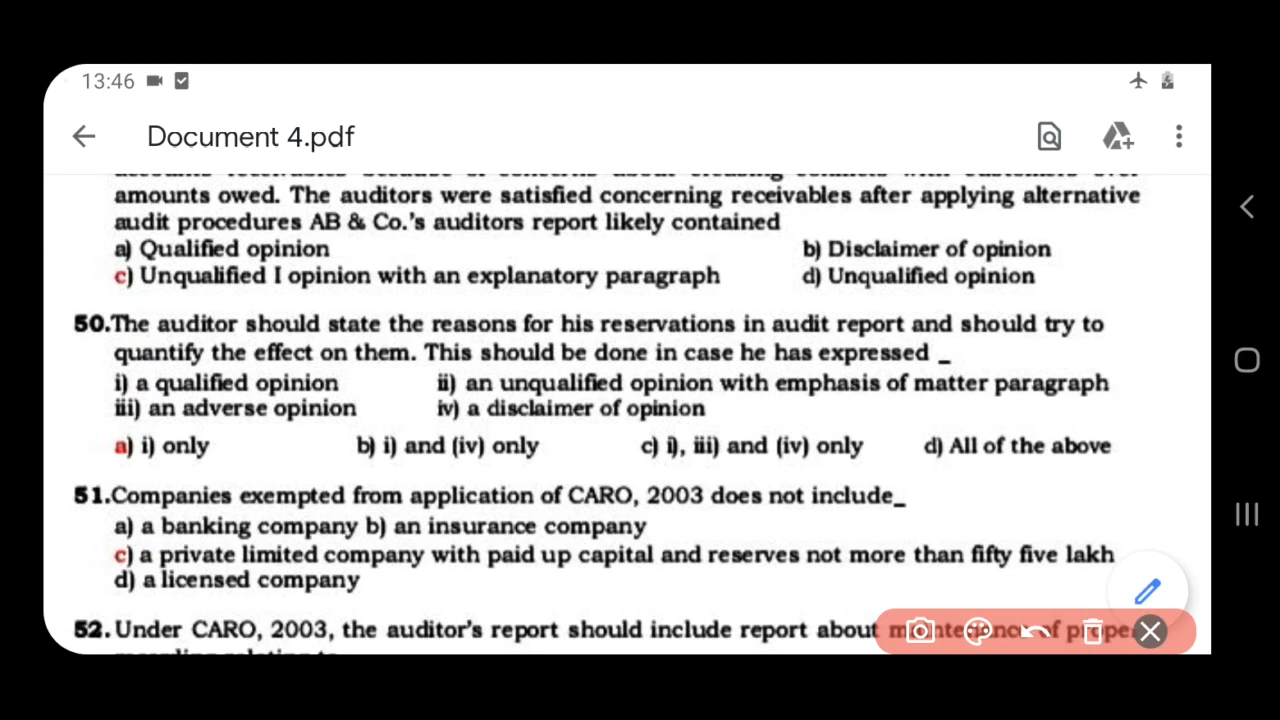 13:46
Document 4.pdf
amounts owed. The auditors were satisfied concerning receivables after applying alternative
audit procedures AB & Co.'s auditors report likely contained
a) Qualified opinion b) Disclaimer of opinion
c) Unqualified I opinion with an explanatory paragraph d) Unqualified opinion
50.The auditor should state the reasons for his reservations in audit report and should try to
quantify the effect on them. This should be done in case he has expressed _
i) a qualified opinion ii) an unqualified opinion with emphasis of matter paragraph
iii) an adverse opinion iv) a disclaimer of opinion
a) i) only b) i) and (iv) only c) i), iii) and (iv) only d) All of the above
51.Companies exempted from application of CARO, 2003 does not include_
a) a banking company b) an insurance company
c) a private limited company with paid up capital and reserves not more than fifty five lakh
d) a licensed company
52. Under CARO, 2003, the auditor's report should include report about